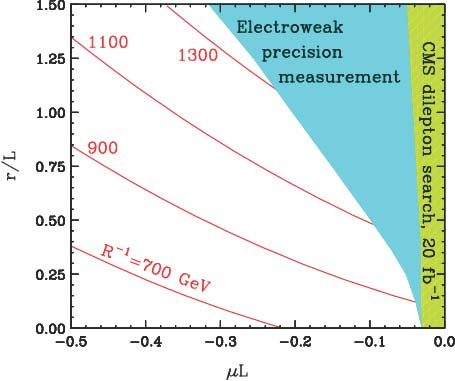 1.50
1.25
1.00
0.75
0.50
0.25
0.00
r/L
-0.5
-0.4
-0.3
-0.2
-0.1
0.0
μL
1100
1300
900
R⁻¹=700 GeV
Electroweak
precision
measurement
CMS dilepton search, 20 fb⁻¹